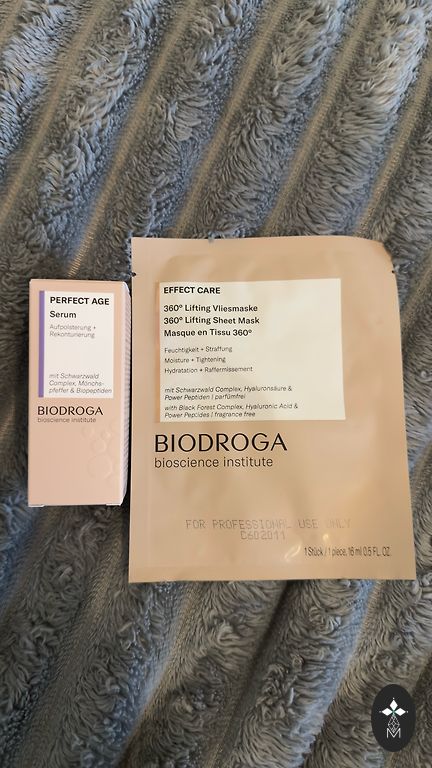 PERFECT AGE
Serum
Aufpolsterung +
Rekonturierung
mit Schwarzwald
Complex, Mönchs-
pfeffer & Biopeptiden
BIODROGA
bioscience institute
EFFECT CARE
360° Lifting Vliesmaske
360° Lifting Sheet Mask
Masque en Tissu 360°
Feuchtigkeit + Straffung
Moisture + Tightening
Hydratation + Raffermissement
mit Schwarzwald Complex, Hyaluronsäure &
Power Peptiden | parfümfrei
with Black Forest Complex, Hyaluronic Acid &
Power Peptides | fragrance free
BIODROGA
bioscience institute
FOR PROFESSIONAL USE ONLY
C602011
1 Stück / 1 piece, 16 ml 0.5 FL. OZ.